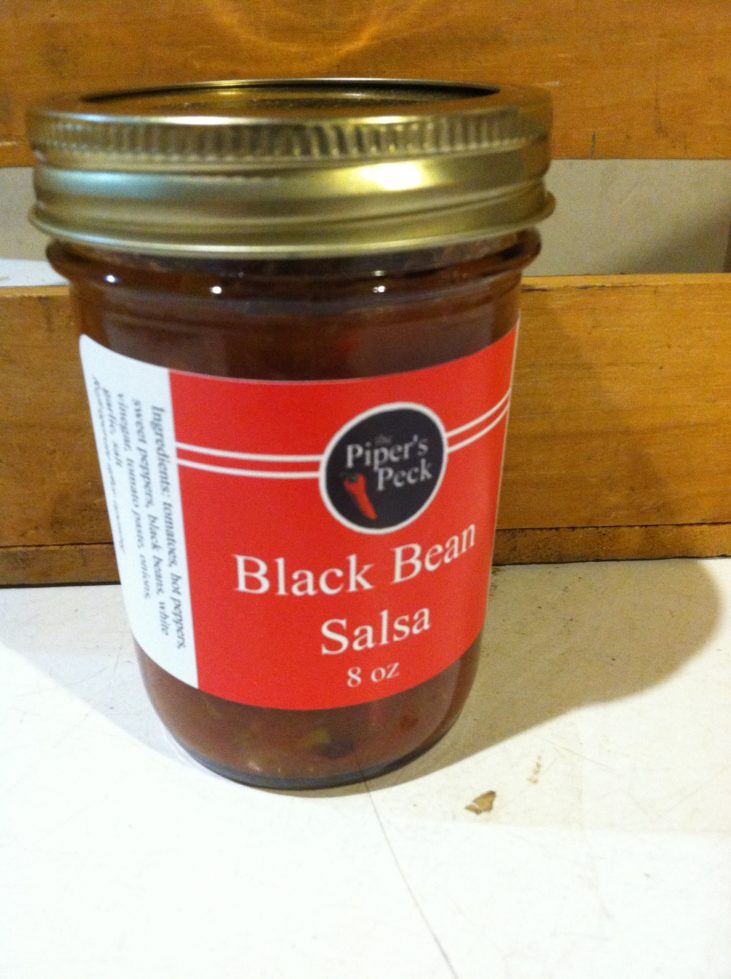 the
Piper's
Peck
Black Bean
Salsa
8 oz
Ingredients: tomatoes, hot peppers,
sweet peppers, black beans, white
vinegar, tomato paste, onions,
garlic, salt